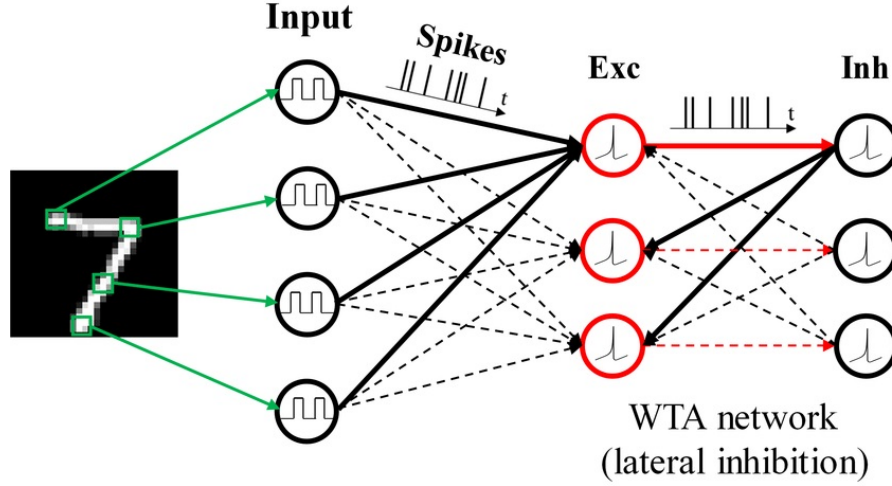 Input
Spikes
t
Exc
t
Inh
WTA network
(lateral inhibition)